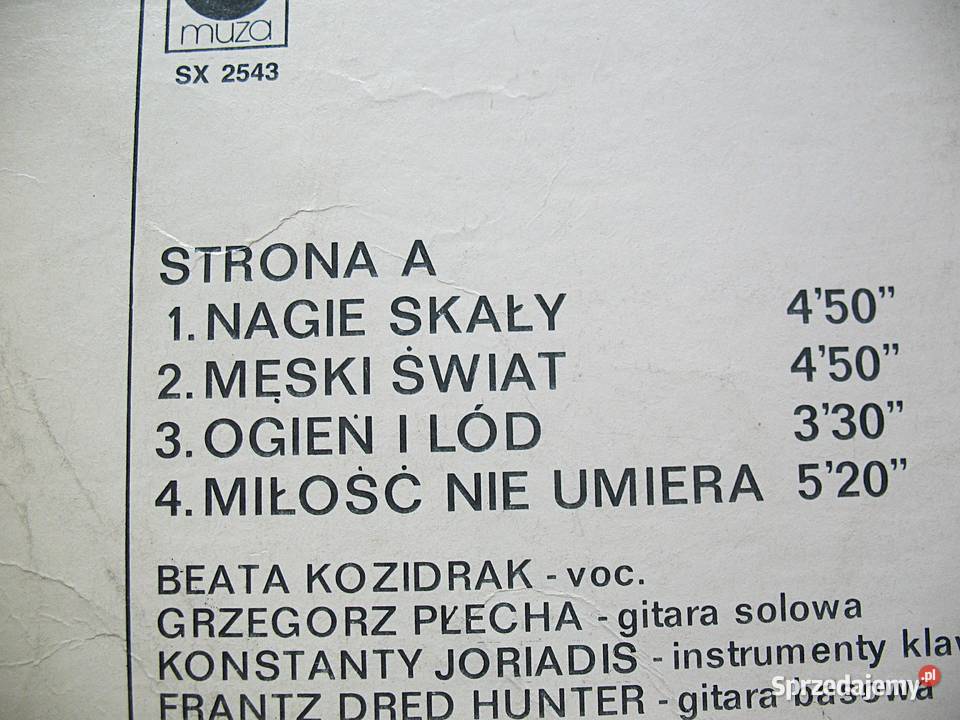 muza
SX 2543
STRONA A
1. NAGIE SKAŁY 4'50"
2. MĘSKI ŚWIAT 4'50"
3. OGIEŃ I LÓD 3'30"
4. MIŁOŚĆ NIE UMIERA 5'20"
BEATA KOZIDRAK - voc.
GRZEGORZ PŁECHA - gitara solowa
KONSTANTY JORIADIS - instrumenty klaw
FRANTZ DRED HUNTER - gitara basowa
Sprzedajemy.pl